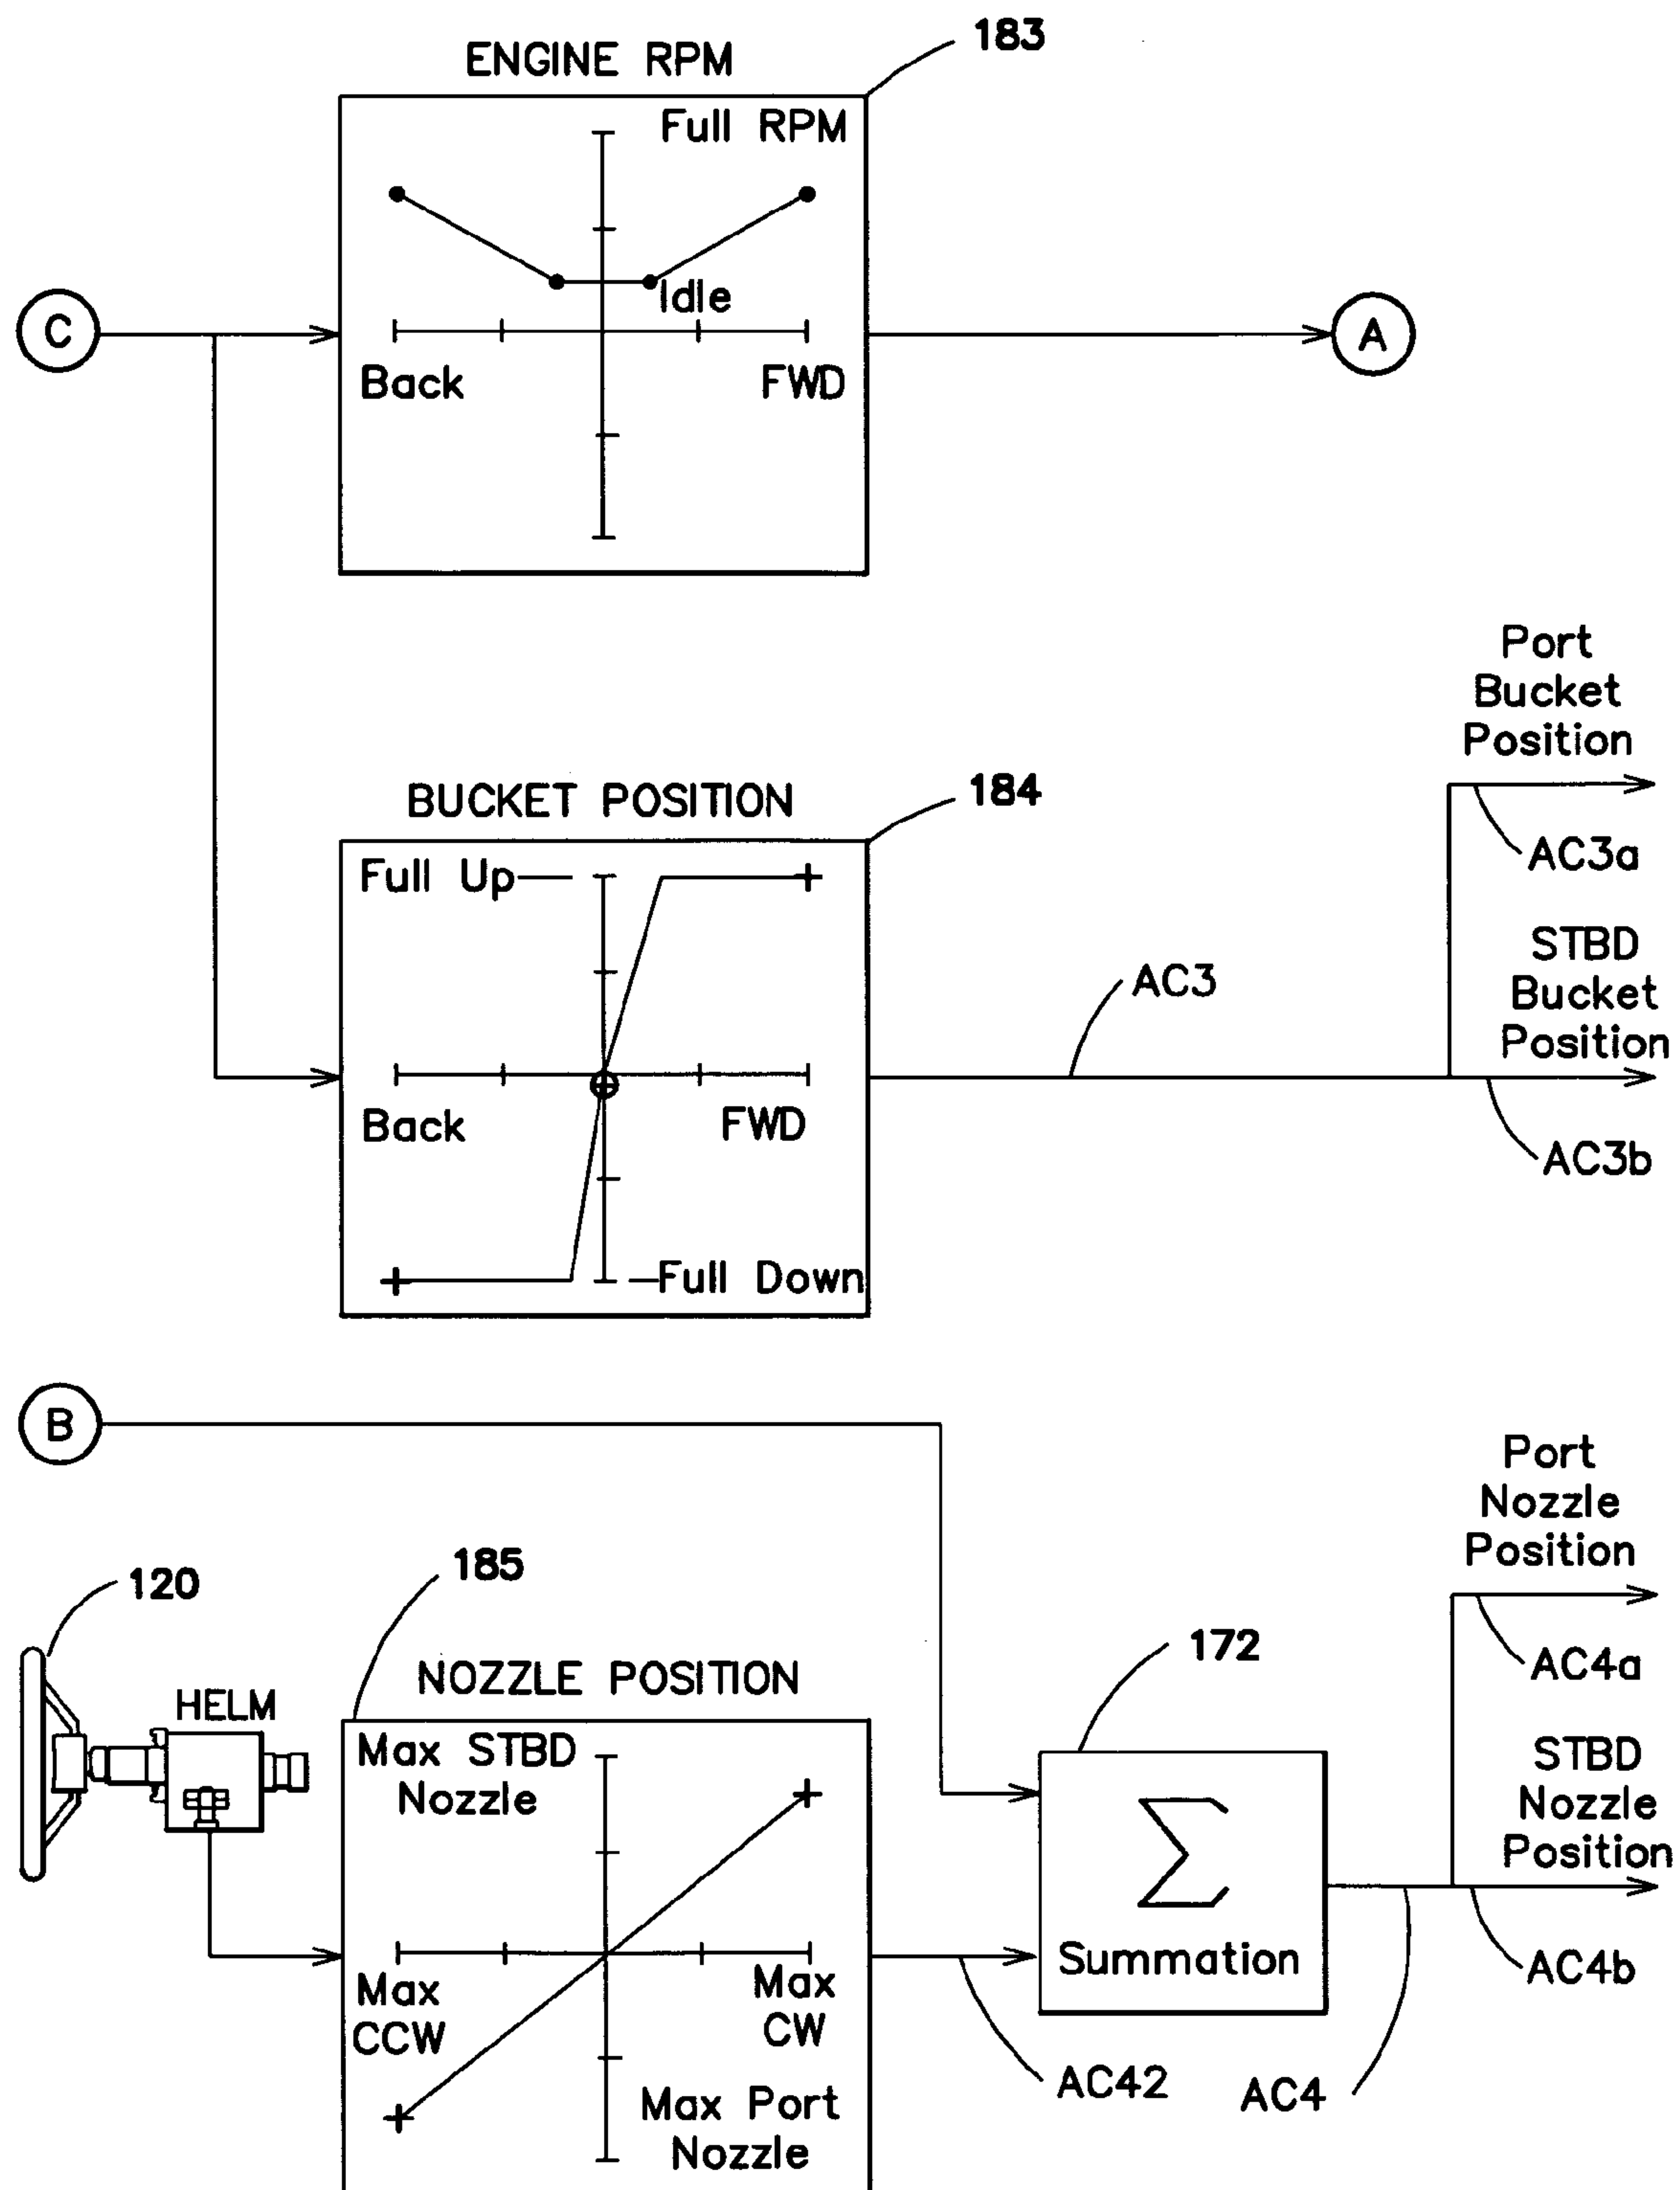 183
ENGINE RPM
Full RPM
Idle
C
Back
FWD
A
Port
Bucket
Position
184
BUCKET POSITION
AC3a
Full Up
STBD
Bucket
Position
AC3
Back
FWD
AC3b
Full Down
B
Port
Nozzle
Position
185
120
172
AC4a
NOZZLE POSITION
HELM
Max STBD
Nozzle
STBD
Nozzle
Position
Σ
Summation
Max
CCW
Max
CW
AC4b
AC42
AC4
Max Port
Nozzle